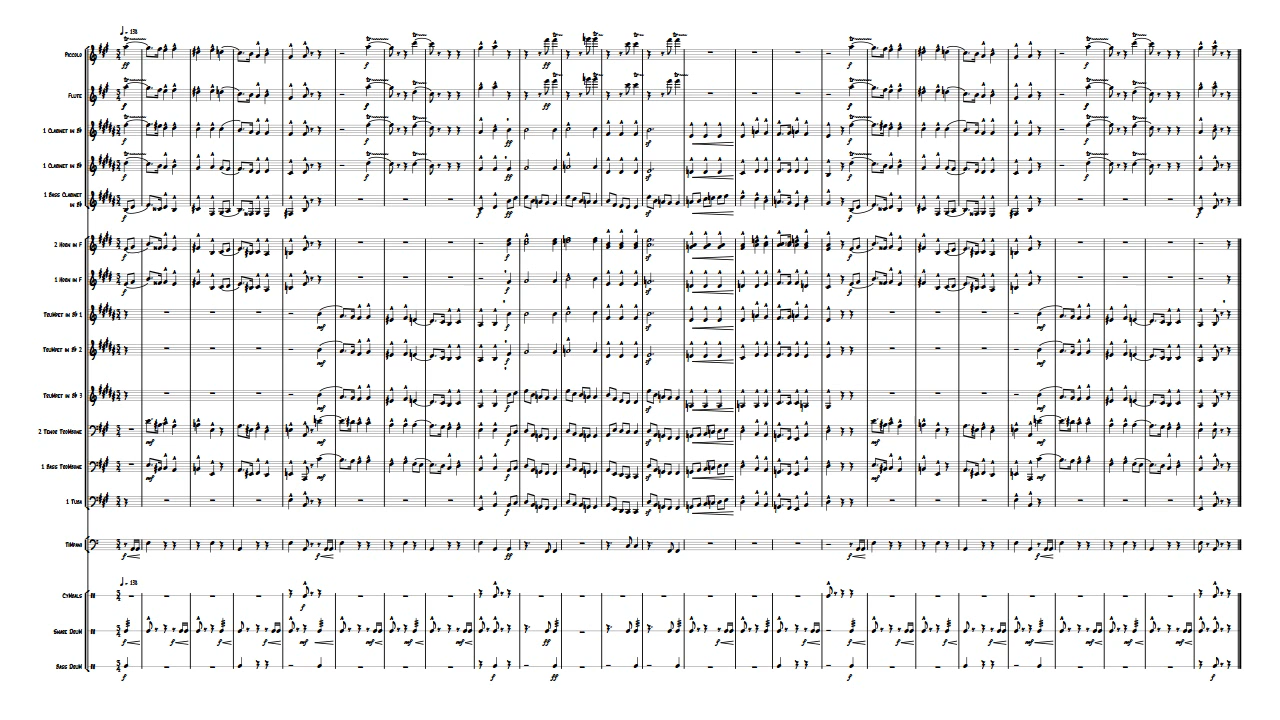 ♩ = 138
Piccolo
Flute
1 Clarinet in B♭
1 Clarinet in B♭
1 Bass Clarinet
in B♭
2 Horn in F
1 Horn in F
Trumpet in B♭ 1
Trumpet in B♭ 2
Trumpet in B♭ 3
2 Tenor Trombone
1 Bass Trombone
1 Tuba
Timpani
♩ = 138
Cymbals
Snare Drum
Bass Drum